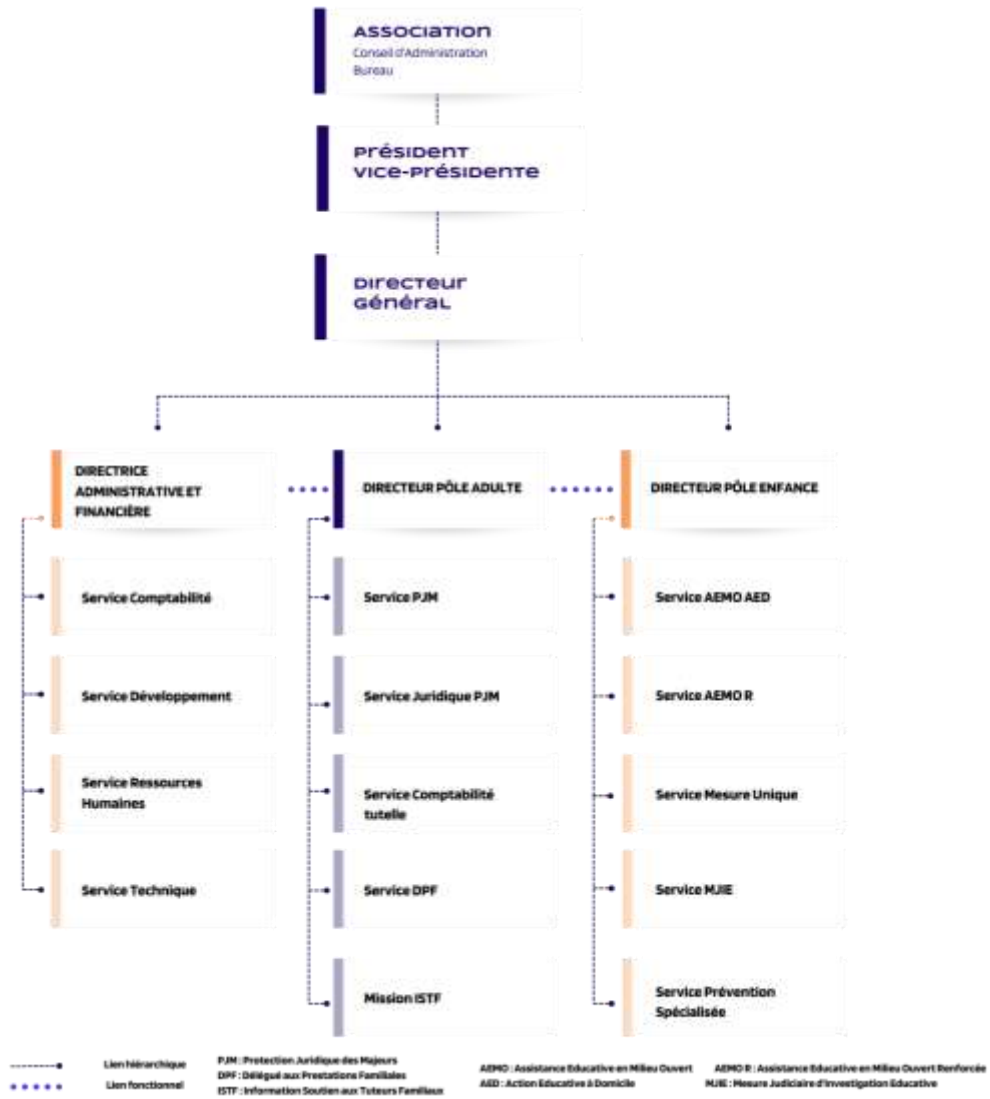 Association
Conseil d'Administration
Bureau
Président
Vice-Présidente
Directeur
Général
DIRECTRICE
ADMINISTRATIVE ET
FINANCIÈRE
DIRECTEUR PÔLE ADULTE
DIRECTEUR PÔLE ENFANCE
Service Comptabilité
Service PJM
Service AEMO AED
Service Développement
Service Juridique PJM
Service AEMO R
Service Ressources
Humaines
Service Comptabilité
tutelle
Service Mesure Unique
Service Technique
Service DPF
Service MJIE
Mission ISTF
Service Prévention
Spécialisée
Lien hiérarchique
Lien fonctionnel
PJM : Protection Juridique des Majeurs
DPF : Délégué aux Prestations Familiales
ISTF : Information Soutien aux Tuteurs Familiaux
AEMO : Assistance Educative en Milieu Ouvert
AED : Action Educative à Domicile
AEMO R : Assistance Educative en Milieu Ouvert Renforcée
MJIE : Mesure Judiciaire d'Investigation Educative